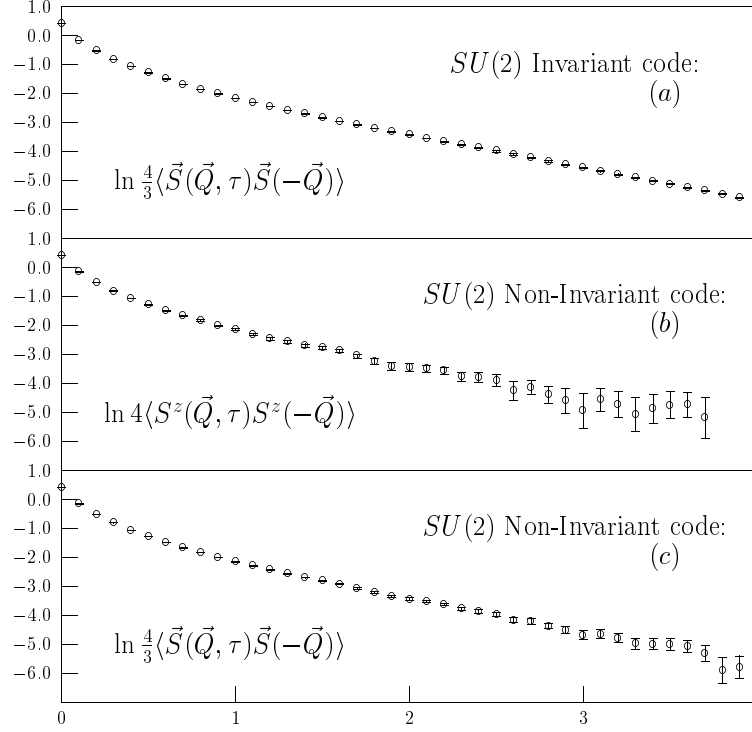 1.0
0.0
−1.0
−2.0
−3.0
−4.0
−5.0
−6.0
SU(2) Invariant code:
(a)
ln 4/3⟨S⃗(Q⃗, τ)S⃗(−Q⃗)⟩
1.0
0.0
−1.0
−2.0
−3.0
−4.0
−5.0
−6.0
SU(2) Non-Invariant code:
(b)
ln 4⟨Sᶻ(Q⃗, τ)Sᶻ(−Q⃗)⟩
1.0
0.0
−1.0
−2.0
−3.0
−4.0
−5.0
−6.0
SU(2) Non-Invariant code:
(c)
ln 4/3⟨S⃗(Q⃗, τ)S⃗(−Q⃗)⟩
0 1 2 3